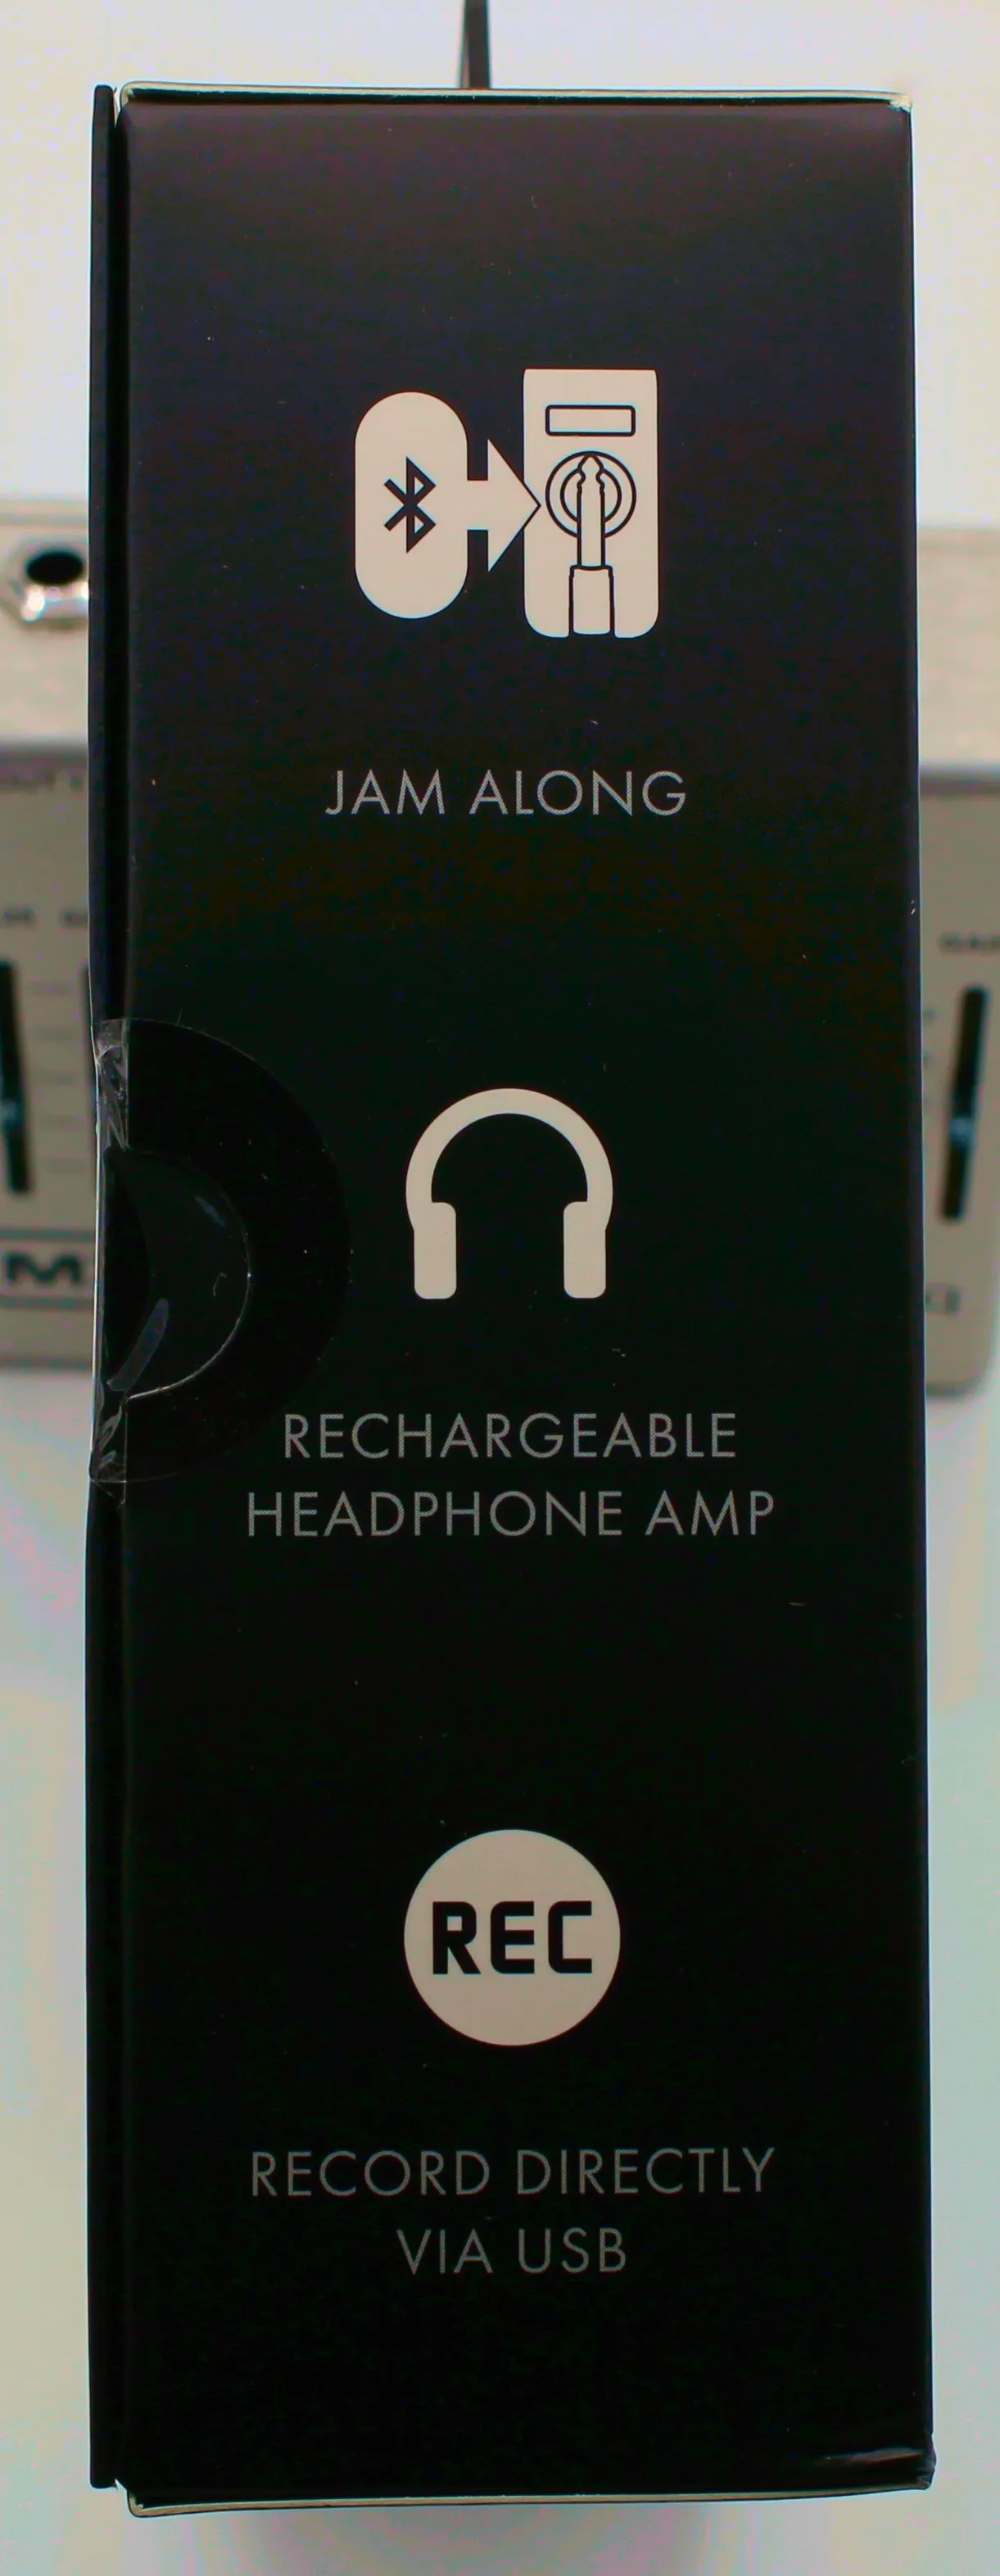 JAM ALONG
RECHARGEABLE
HEADPHONE AMP
REC
RECORD DIRECTLY
VIA USB